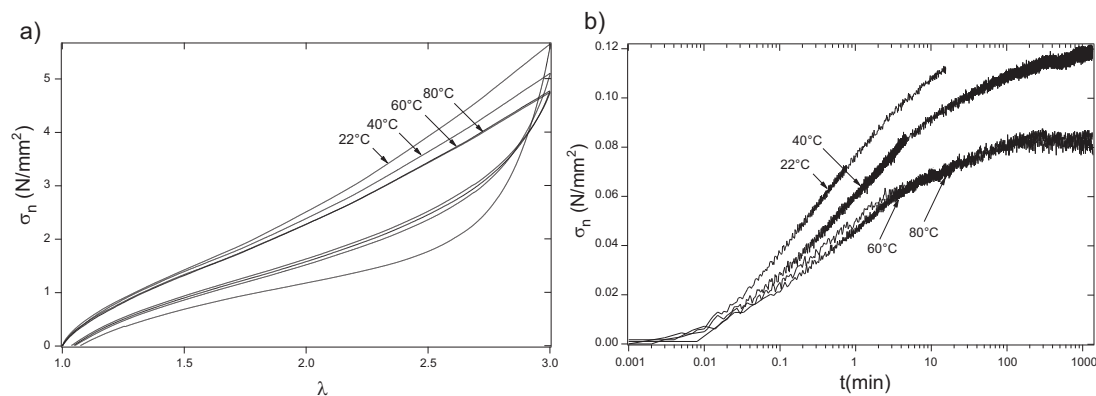 a)
σn (N/mm²)
5
4
3
2
1
0
1.0 1.5 2.0 2.5 3.0
λ
22°C
40°C
60°C
80°C
b)
σn (N/mm²)
0.12
0.10
0.08
0.06
0.04
0.02
0.00
0.001 0.01 0.1 1 10 100 1000
t(min)
40°C
22°C
60°C
80°C